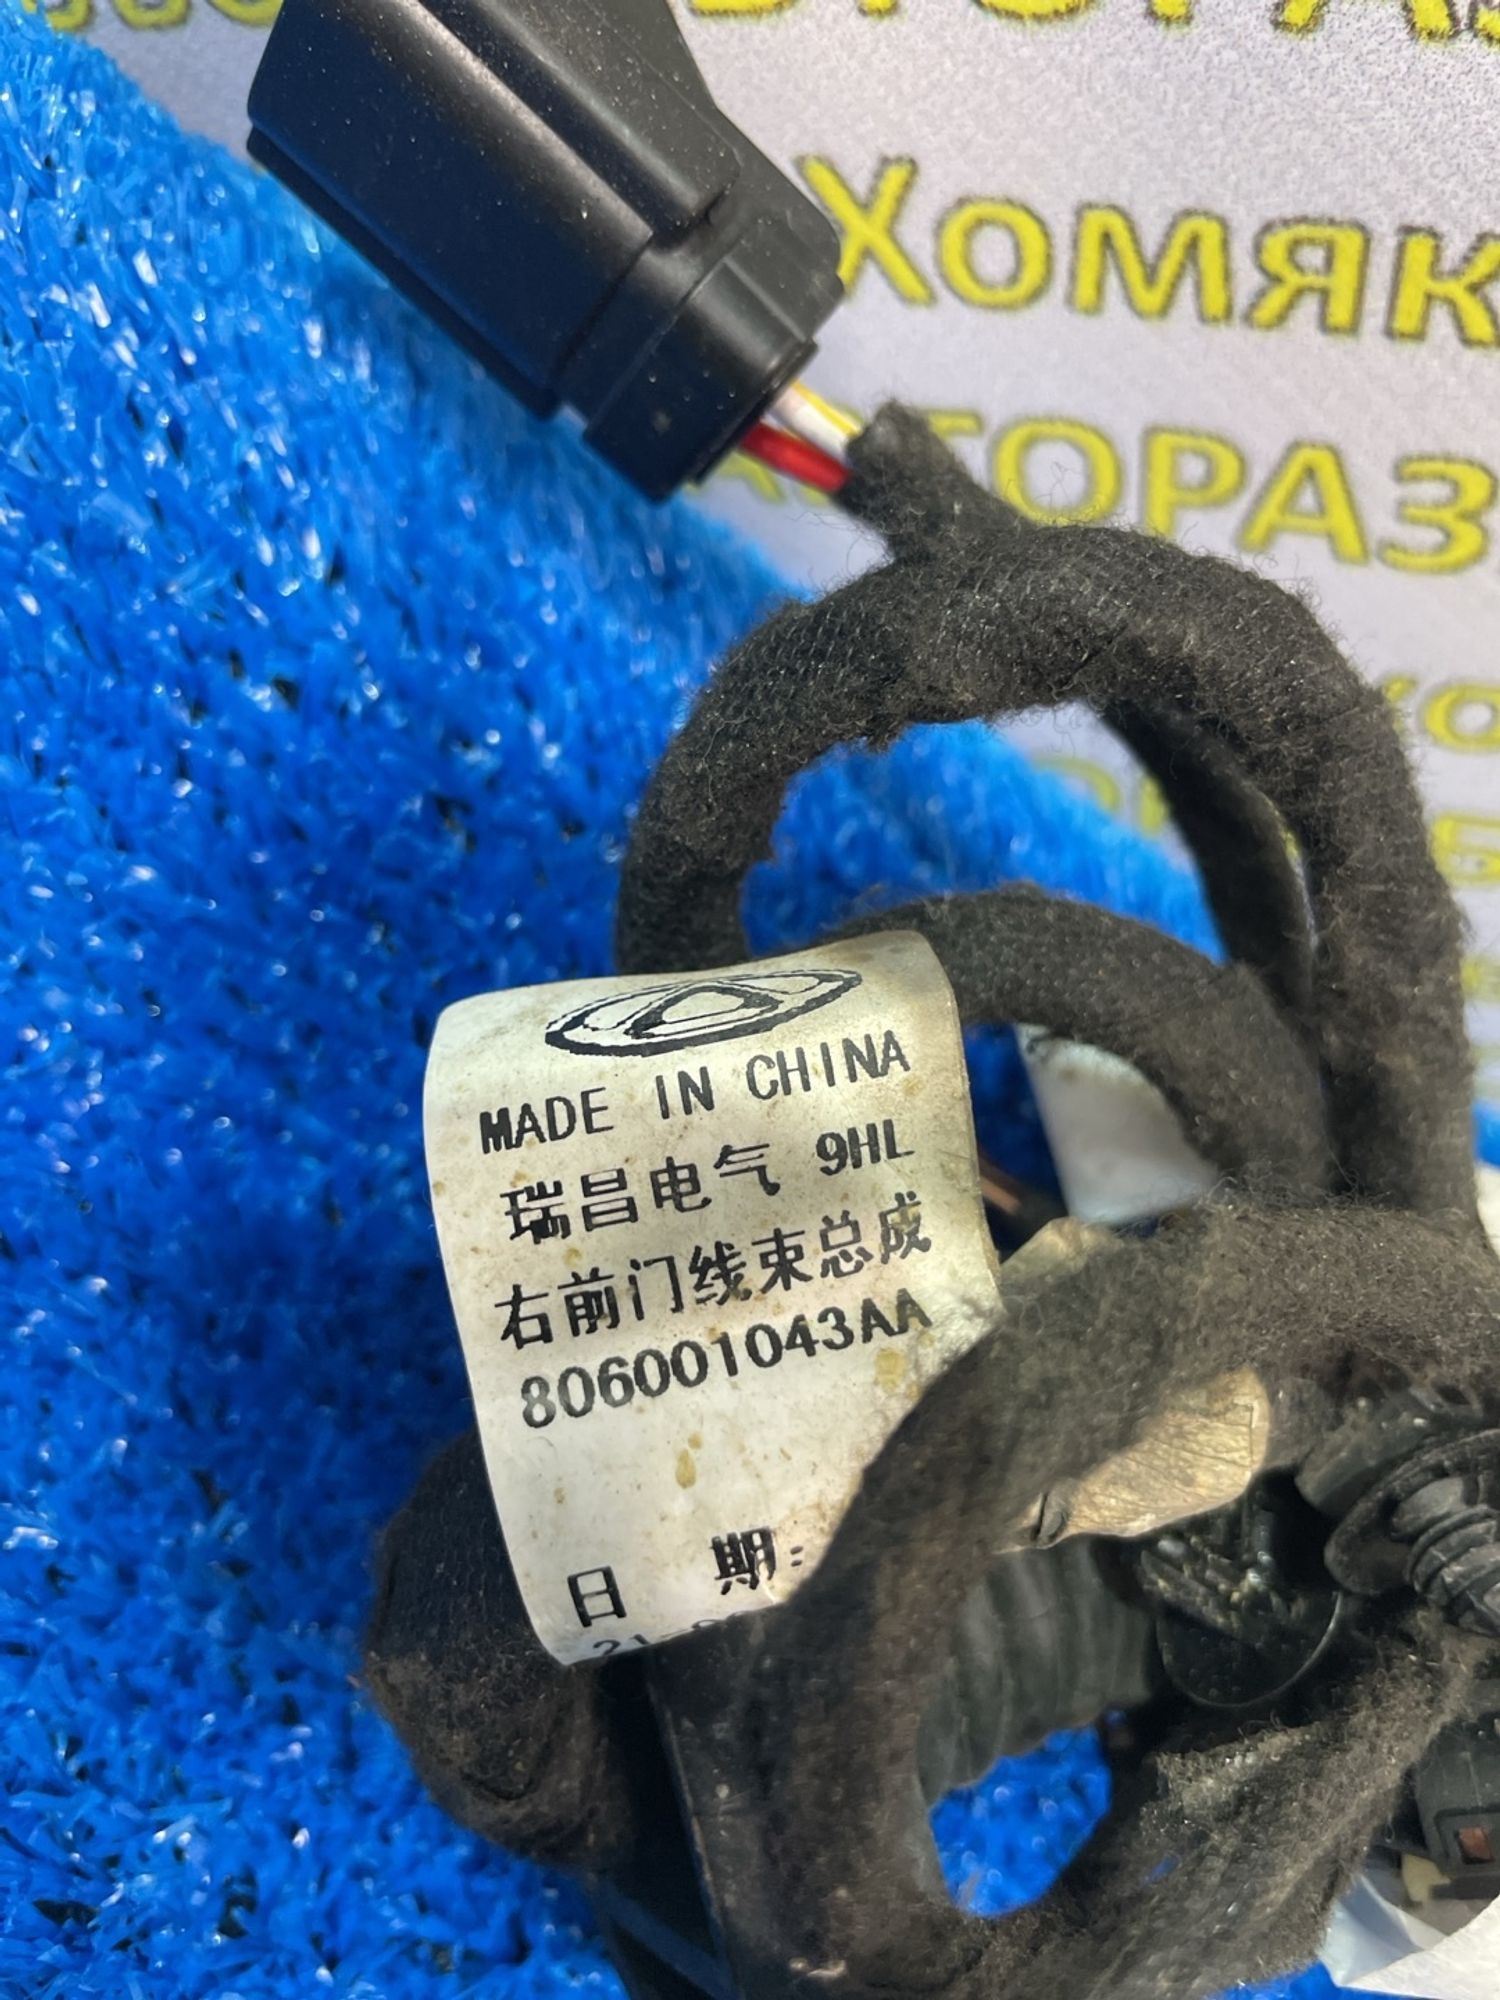 Хомяк
MADE IN CHINA
瑞昌电气 9HL
右前门线束总成
806001043AA
日 期: